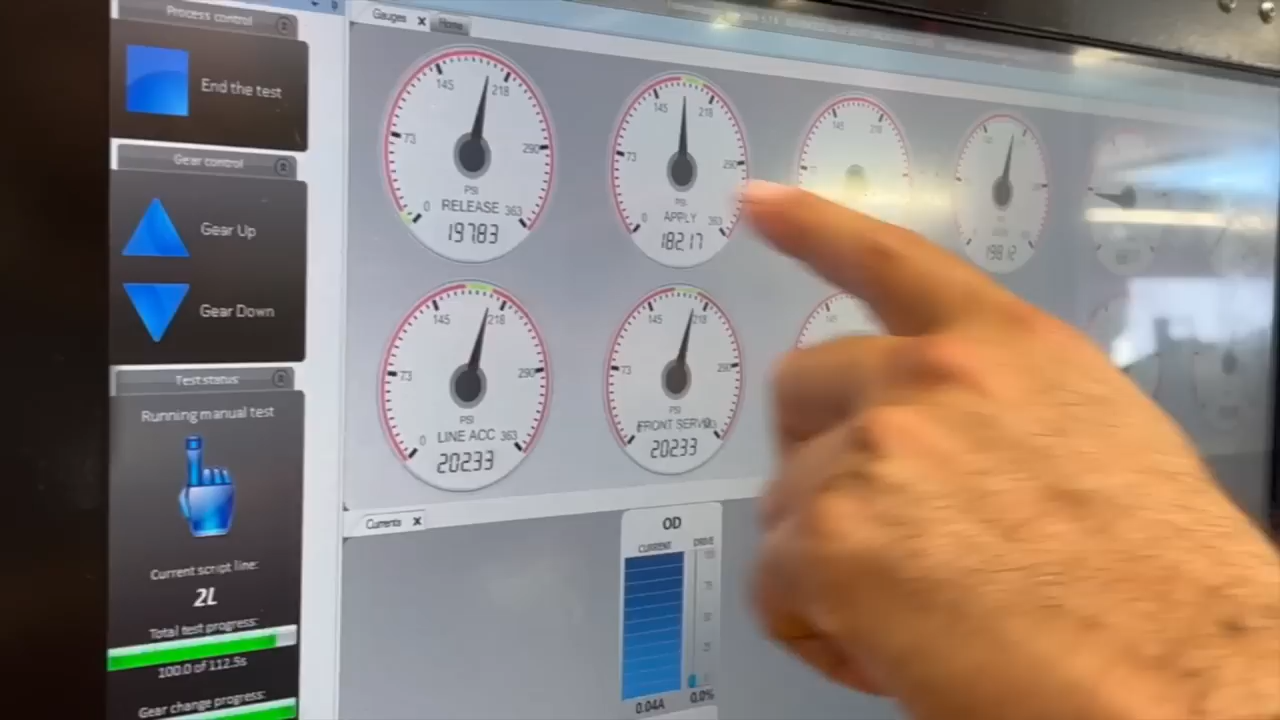 Process control
End the test
Gear control
Gear Up
Gear Down
Test status:
Running manual test
Current script line:
2L
Total test progress:
100.0 of 112.5s
Gear change progress:
Gauges
Home
0
73
145
218
290
363
PSI
RELEASE
197.83
0
73
145
218
290
363
PSI
APPLY
182.17
145
218
198.12
0
73
145
218
290
363
PSI
LINE ACC
202.33
73
145
218
290
PSI
FRONT SERVO
202.33
145
Currents
OD
CURRENT
DRIVE
0.04A
0.0%